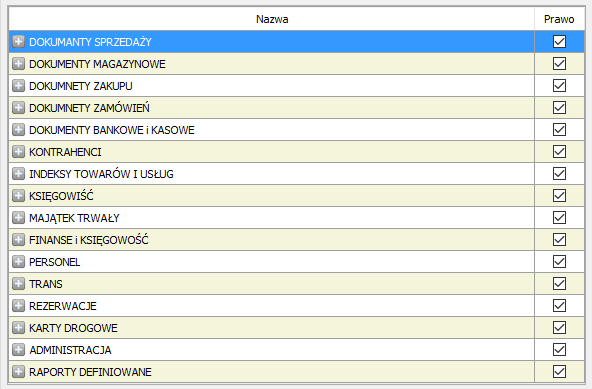 Nazwa Prawo
DOKUMANTY SPRZEDAŻY
DOKUMENTY MAGAZYNOWE
DOKUMNETY ZAKUPU
DOKUMNETY ZAMÓWIEŃ
DOKUMENTY BANKOWE i KASOWE
KONTRAHENCI
INDEKSY TOWARÓW I USŁUG
KSIĘGOWIŚĆ
MAJĄTEK TRWAŁY
FINANSE i KSIĘGOWOŚĆ
PERSONEL
TRANS
REZERWACJE
KARTY DROGOWE
ADMINISTRACJA
RAPORTY DEFINIOWANE